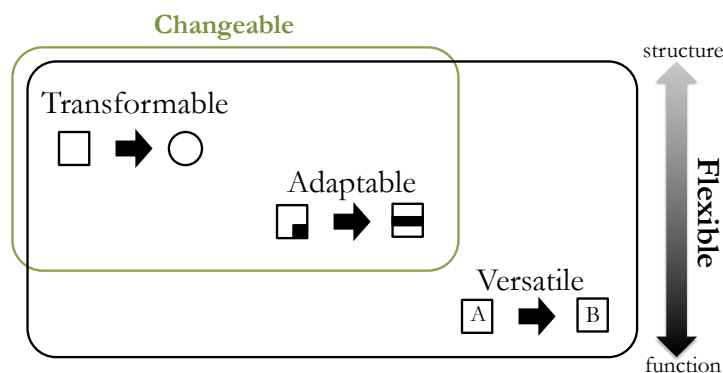 Changeable
structure
Transformable
Adaptable
Flexible
Versatile
A
B
function